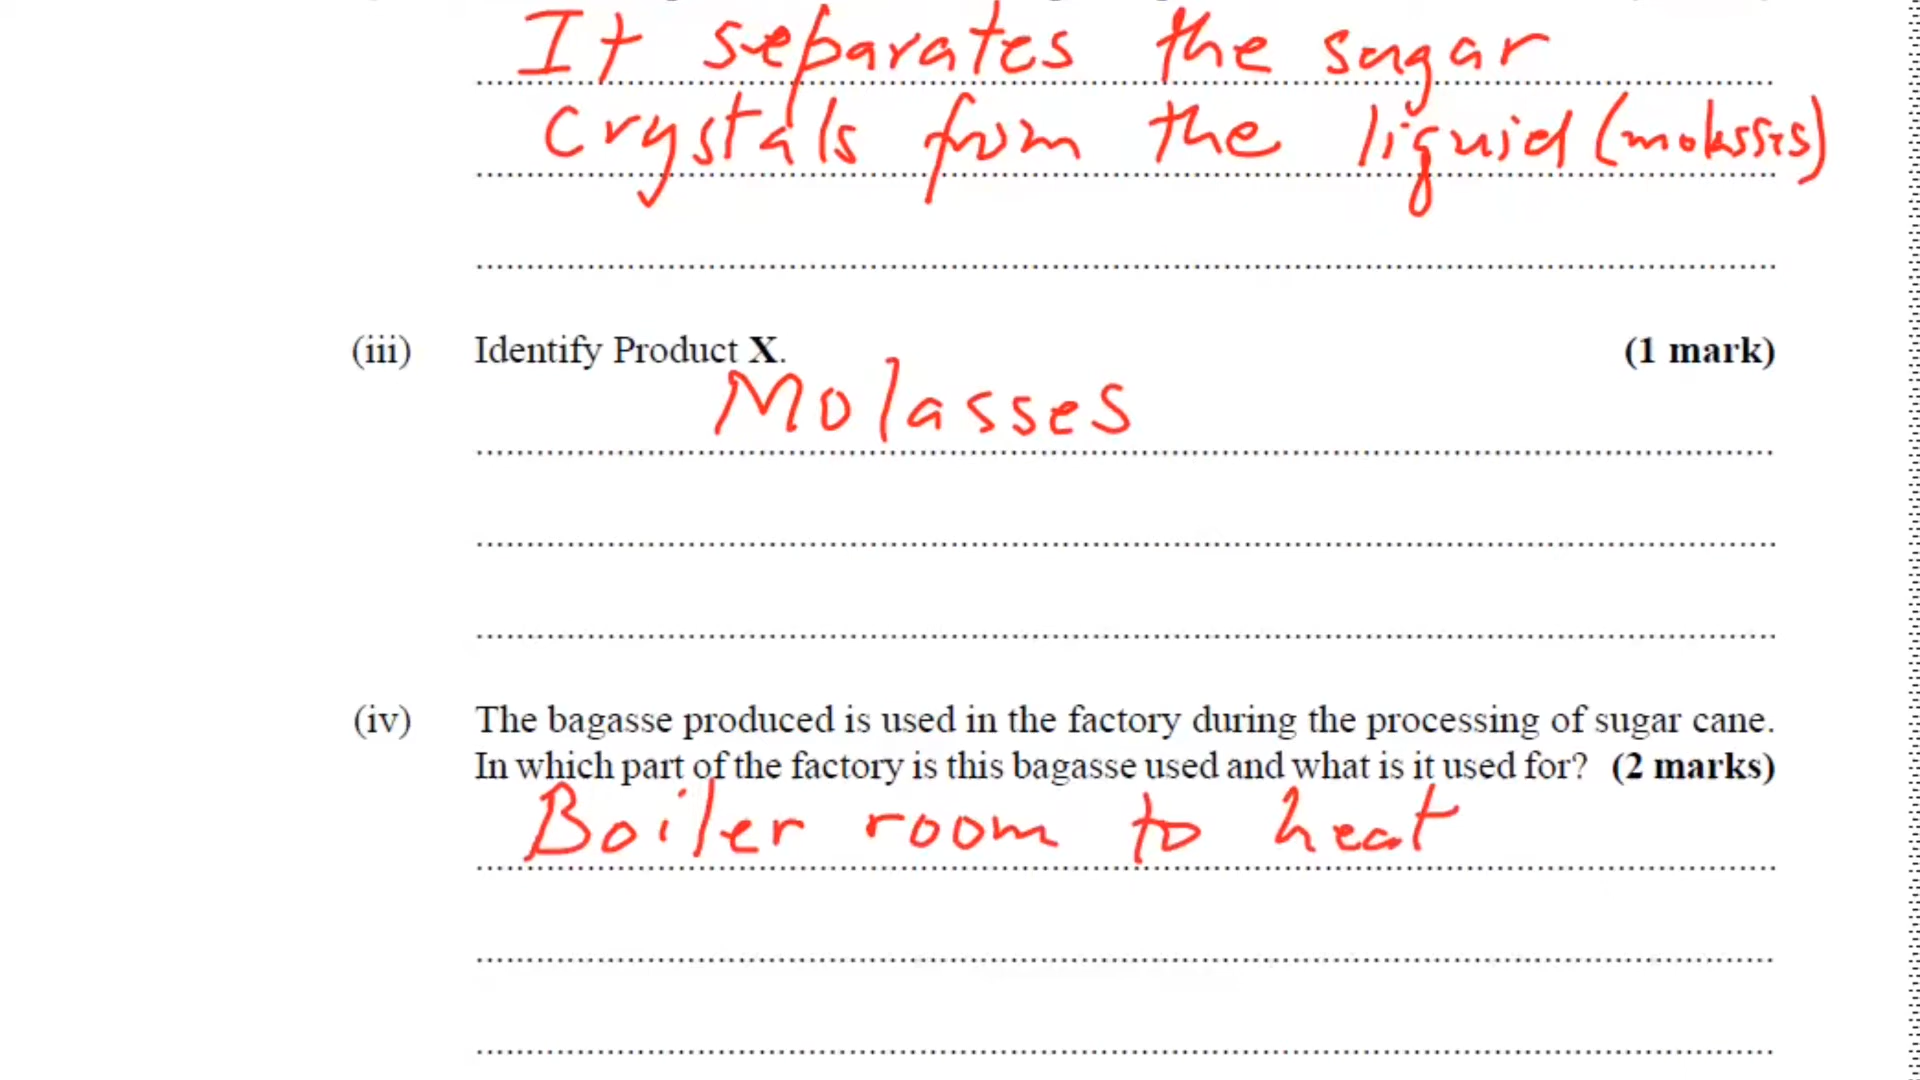 It separates the sugar
crystals from the liquid (molasses)
(iii) Identify Product X. (1 mark)
Molasses
(iv) The bagasse produced is used in the factory during the processing of sugar cane.
In which part of the factory is this bagasse used and what is it used for? (2 marks)
Boiler room to heat